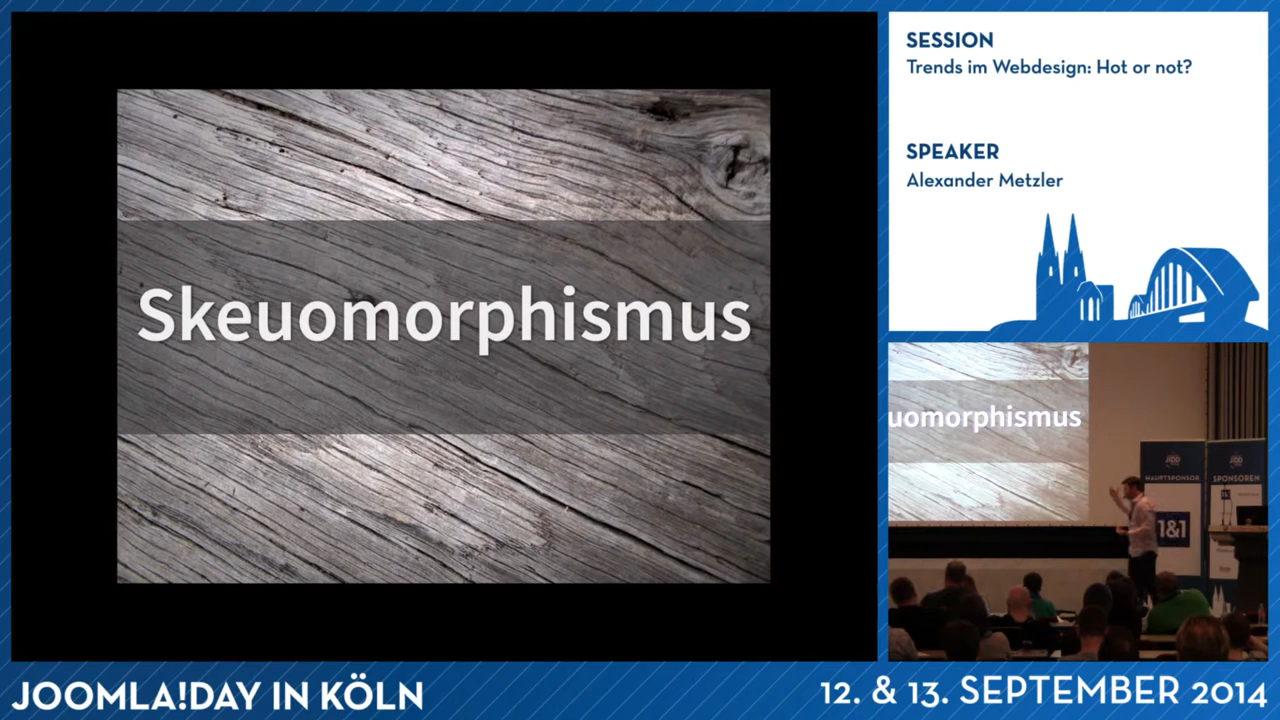 Skeuomorphismus
SESSION
Trends im Webdesign: Hot or not?
SPEAKER
Alexander Metzler
uomorphismus
HAUPTSPONSOR
SPONSOREN
1&1
JOOMLA!DAY IN KÖLN
12. & 13. SEPTEMBER 2014